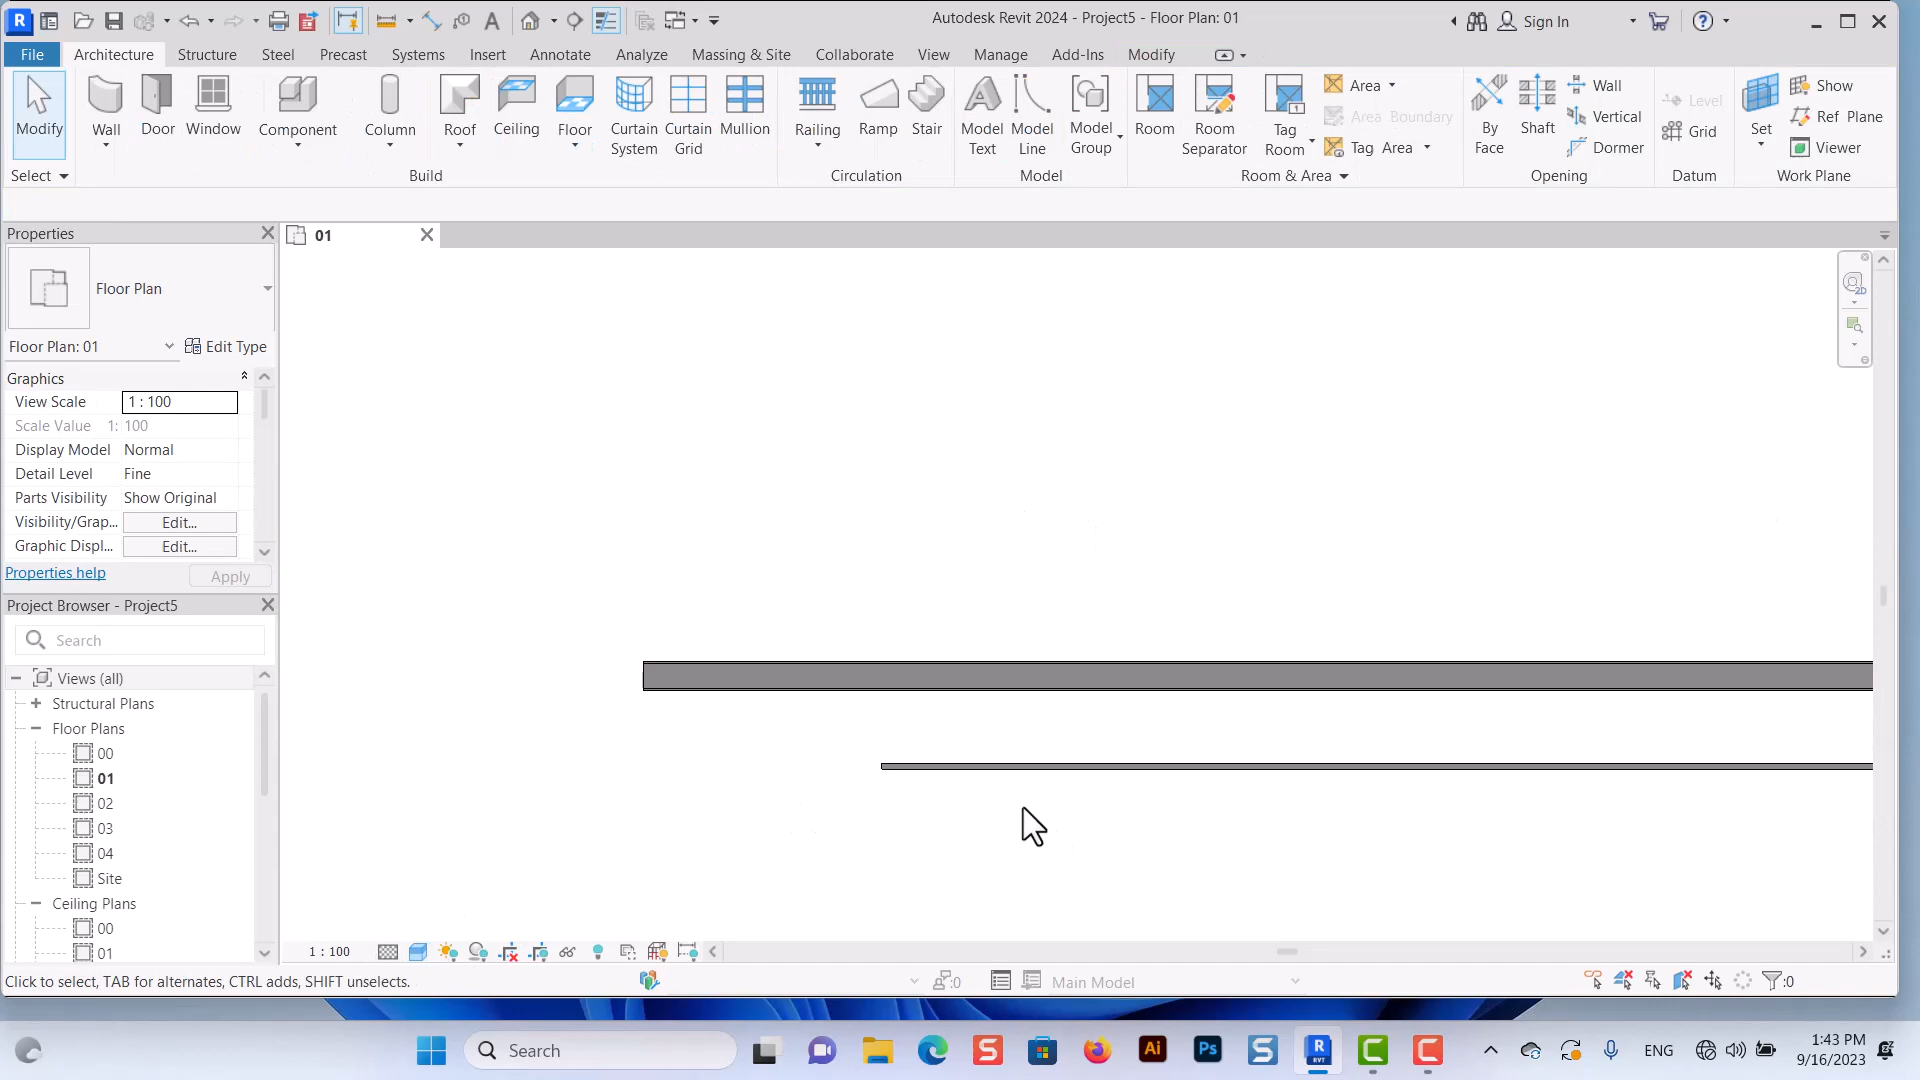 Autodesk Revit 2024 - Project5 - Floor Plan: 01
Sign In
File Architecture Structure Steel Precast Systems Insert Annotate Analyze Massing & Site Collaborate View Manage Add-Ins Modify
Modify
Wall
Door
Window
Component
Column
Roof
Ceiling
Floor
Curtain System
Curtain Grid
Mullion
Railing
Ramp
Stair
Model Text
Model Line
Model Group
Room
Room Separator
Tag Room
Area
Area Boundary
Tag Area
By Face
Shaft
Wall
Vertical
Dormer
Level
Grid
Set
Show
Ref Plane
Viewer
Select
Build
Circulation
Model
Room & Area
Opening
Datum
Work Plane
Properties
01
Floor Plan
Floor Plan: 01
Edit Type
Graphics
View Scale 1 : 100
Scale Value 1: 100
Display Model Normal
Detail Level Fine
Parts Visibility Show Original
Visibility/Grap... Edit...
Graphic Displ... Edit...
Properties help
Apply
Project Browser - Project5
Search
Views (all)
Structural Plans
Floor Plans
00
01
02
03
04
Site
Ceiling Plans
00
01
2D
1 : 100
Click to select, TAB for alternates, CTRL adds, SHIFT unselects.
:0
Main Model
:0
Search
S
Ai
Ps
S
R
RVT
C
C
ENG
1:43 PM
9/16/2023